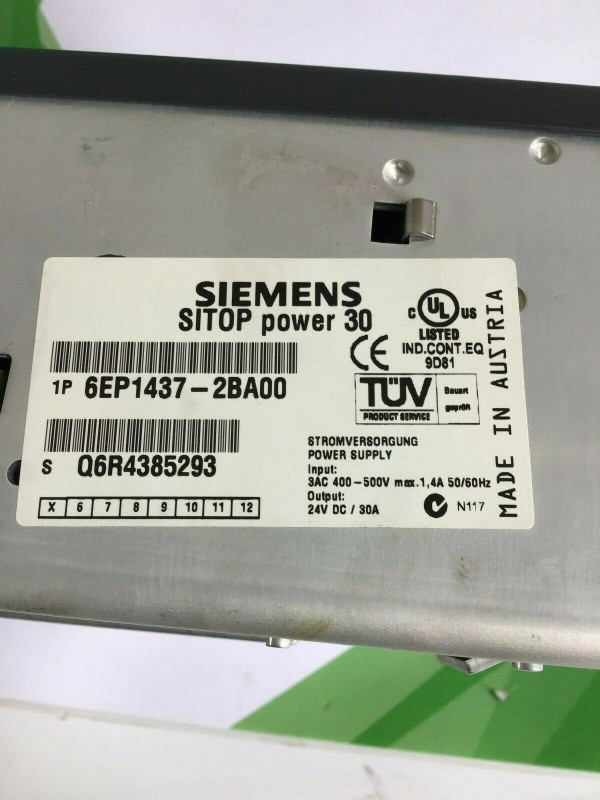 SIEMENS
SITOP power 30
C UL US
LISTED
IND.CONT.EQ
9D81
CE
1P 6EP1437-2BA00
TÜV
PRODUCT SERVICE
Bauart
geprüft
S Q6R4385293
X 6 7 8 9 10 11 12
STROMVERSORGUNG
POWER SUPPLY
Input:
3AC 400-500V max.1,4A 50/60Hz
Output:
24V DC / 30A
N117
MADE IN AUSTRIA